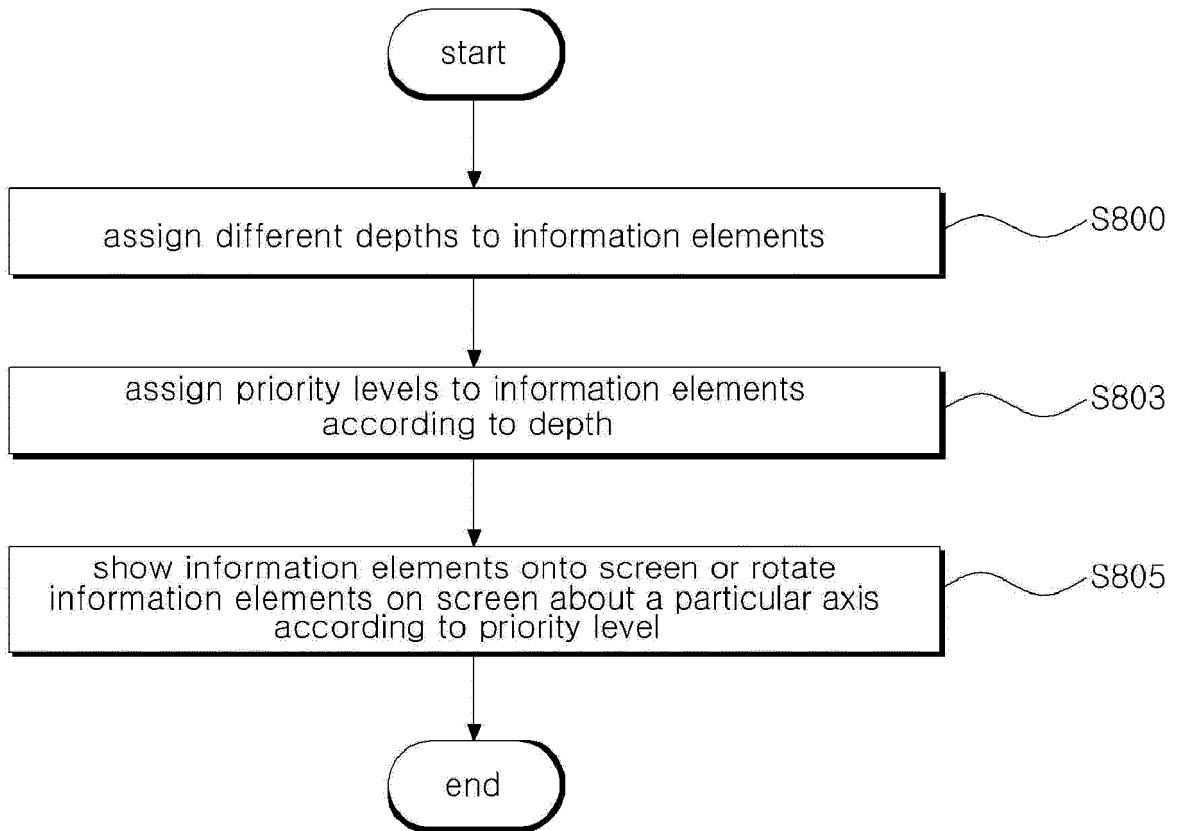 start
assign different depths to information elements
S800
assign priority levels to information elements
according to depth
S803
show information elements onto screen or rotate
information elements on screen about a particular axis
according to priority level
S805
end